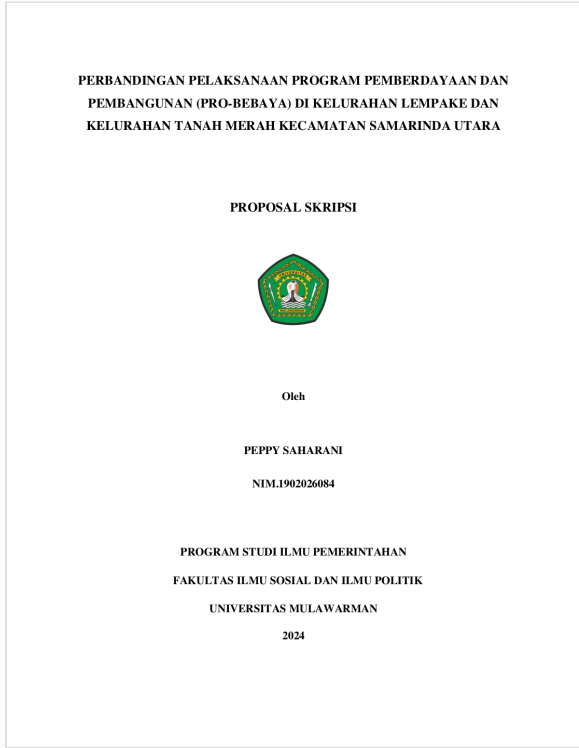 PERBANDINGAN PELAKSANAAN PROGRAM PEMBERDAYAAN DAN
PEMBANGUNAN (PRO-BEBAYA) DI KELURAHAN LEMPAKE DAN
KELURAHAN TANAH MERAH KECAMATAN SAMARINDA UTARA
PROPOSAL SKRIPSI
UNIVERSITAS
Oleh
PEPPY SAHARANI
NIM.1902026084
PROGRAM STUDI ILMU PEMERINTAHAN
FAKULTAS ILMU SOSIAL DAN ILMU POLITIK
UNIVERSITAS MULAWARMAN
2024